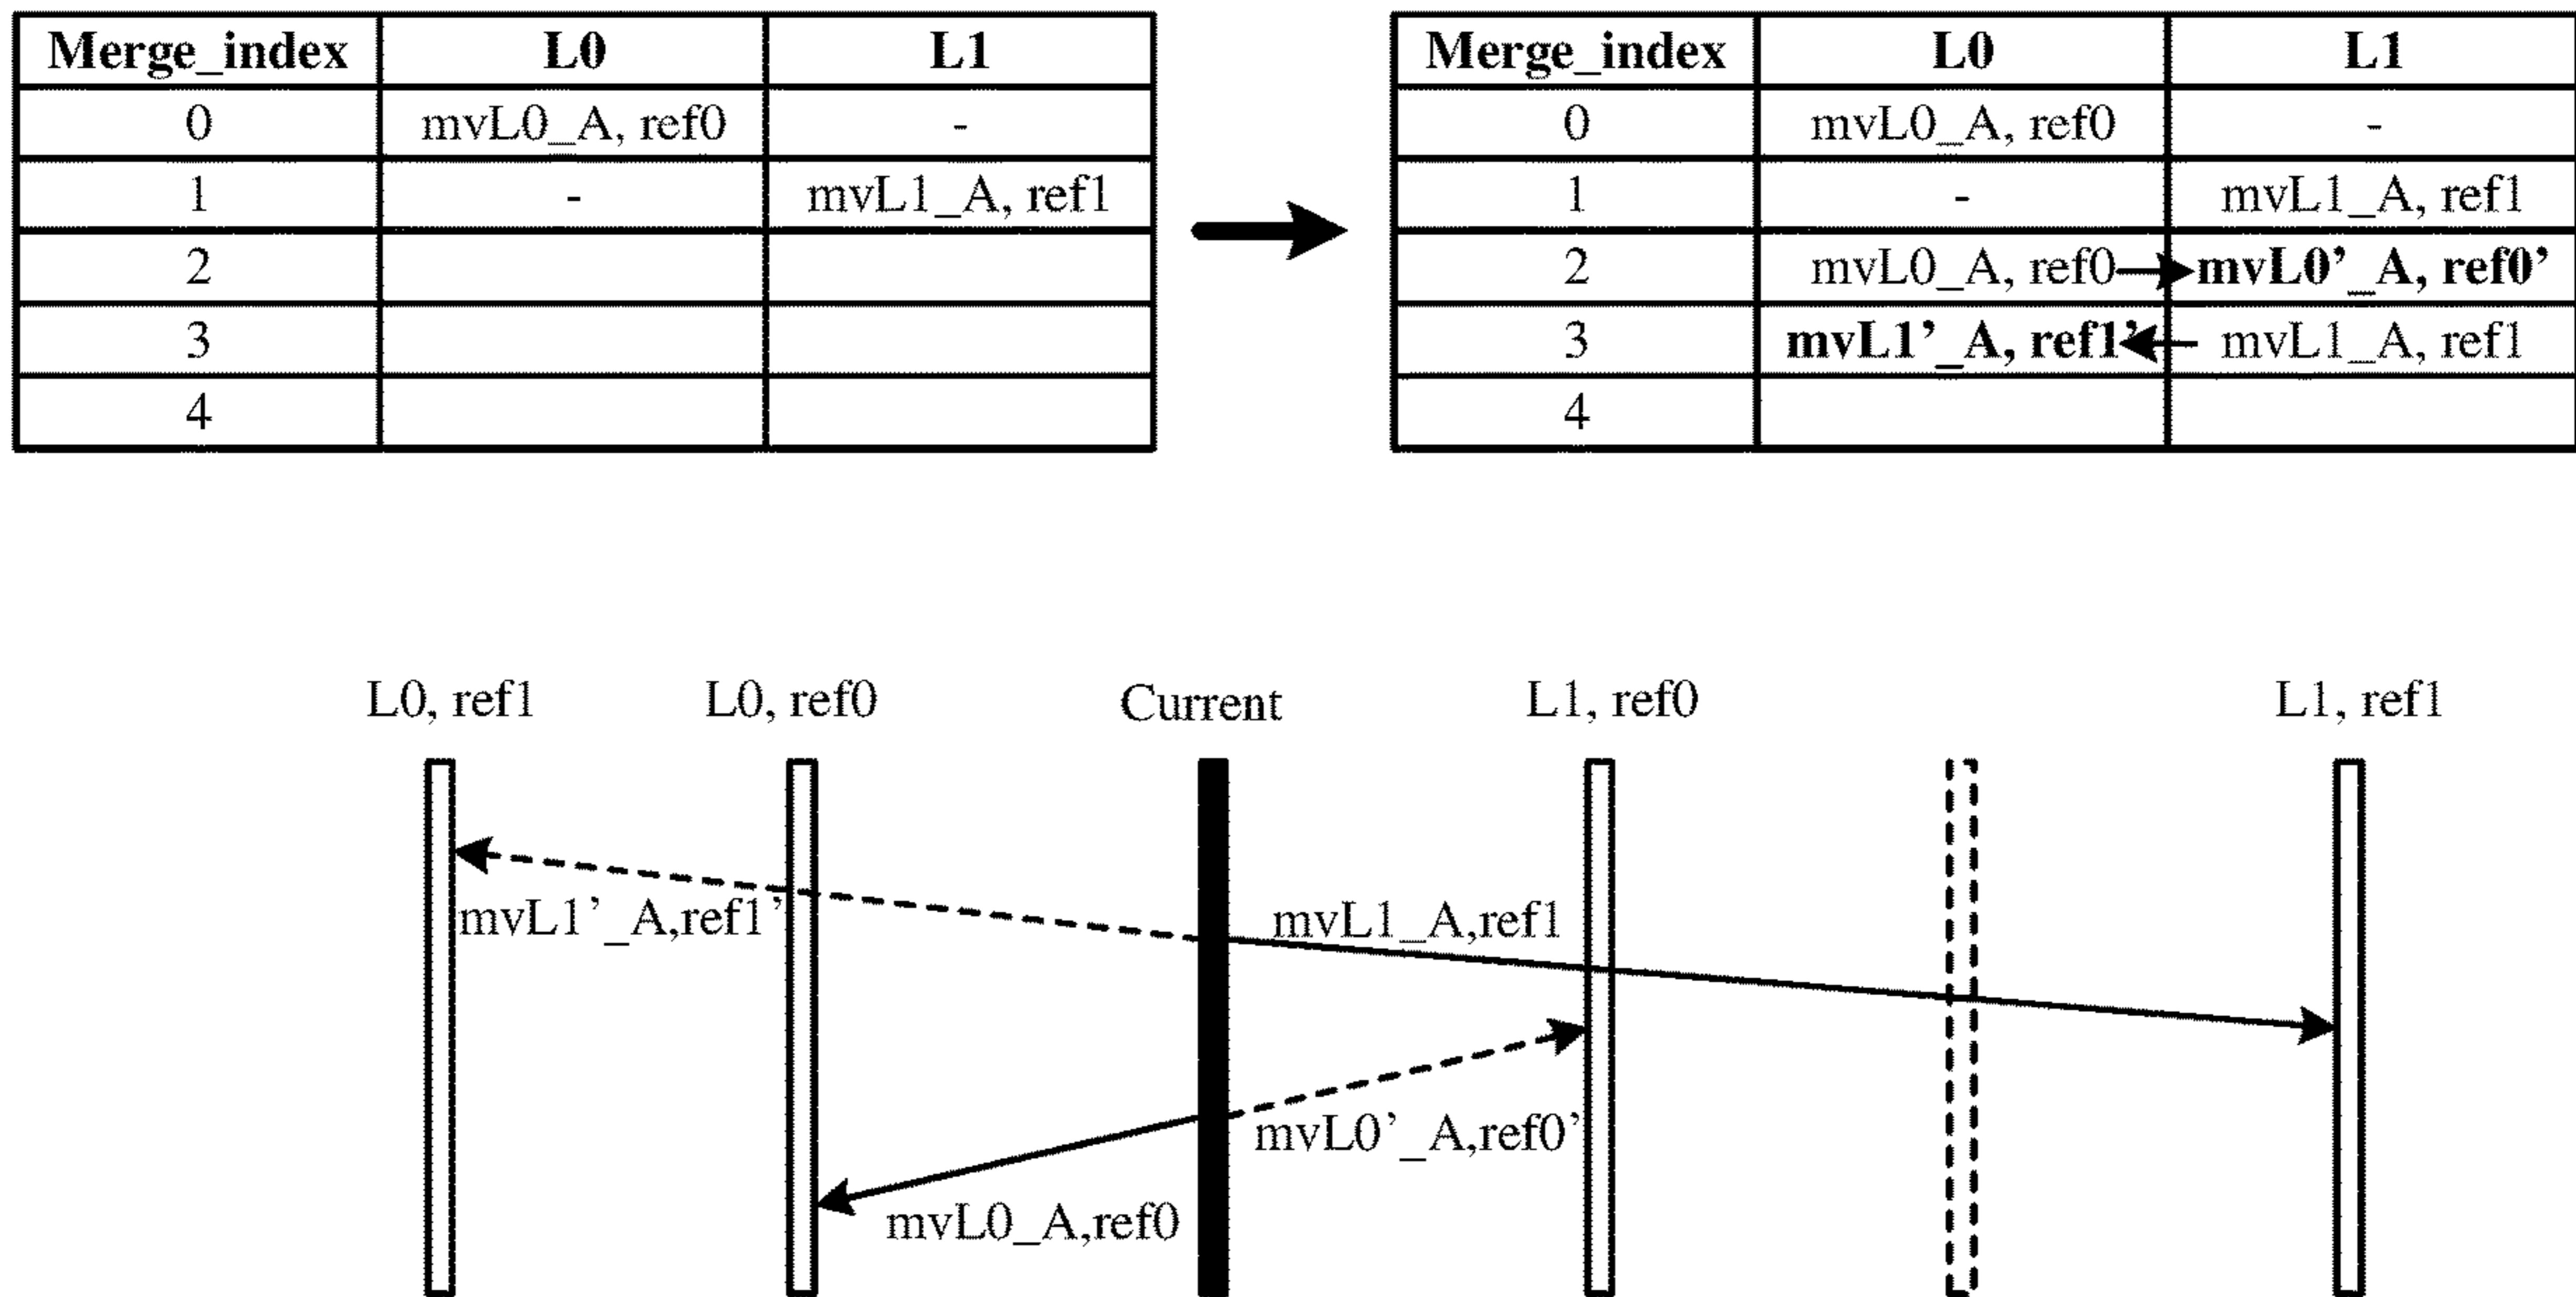 Merge_index L0 L1
0 mvL0_A, ref0 -
1 - mvL1_A, ref1
2
3
4
Merge_index L0 L1
0 mvL0_A, ref0 -
1 - mvL1_A, ref1
2 mvL0_A, ref0 mvL0’_A, ref0’
3 mvL1’_A, ref1’ mvL1_A, ref1
4
L0, ref1 L0, ref0 Current L1, ref0 L1, ref1
mvL1’_A,ref1’ mvL1_A,ref1
mvL0’_A,ref0’
mvL0_A,ref0